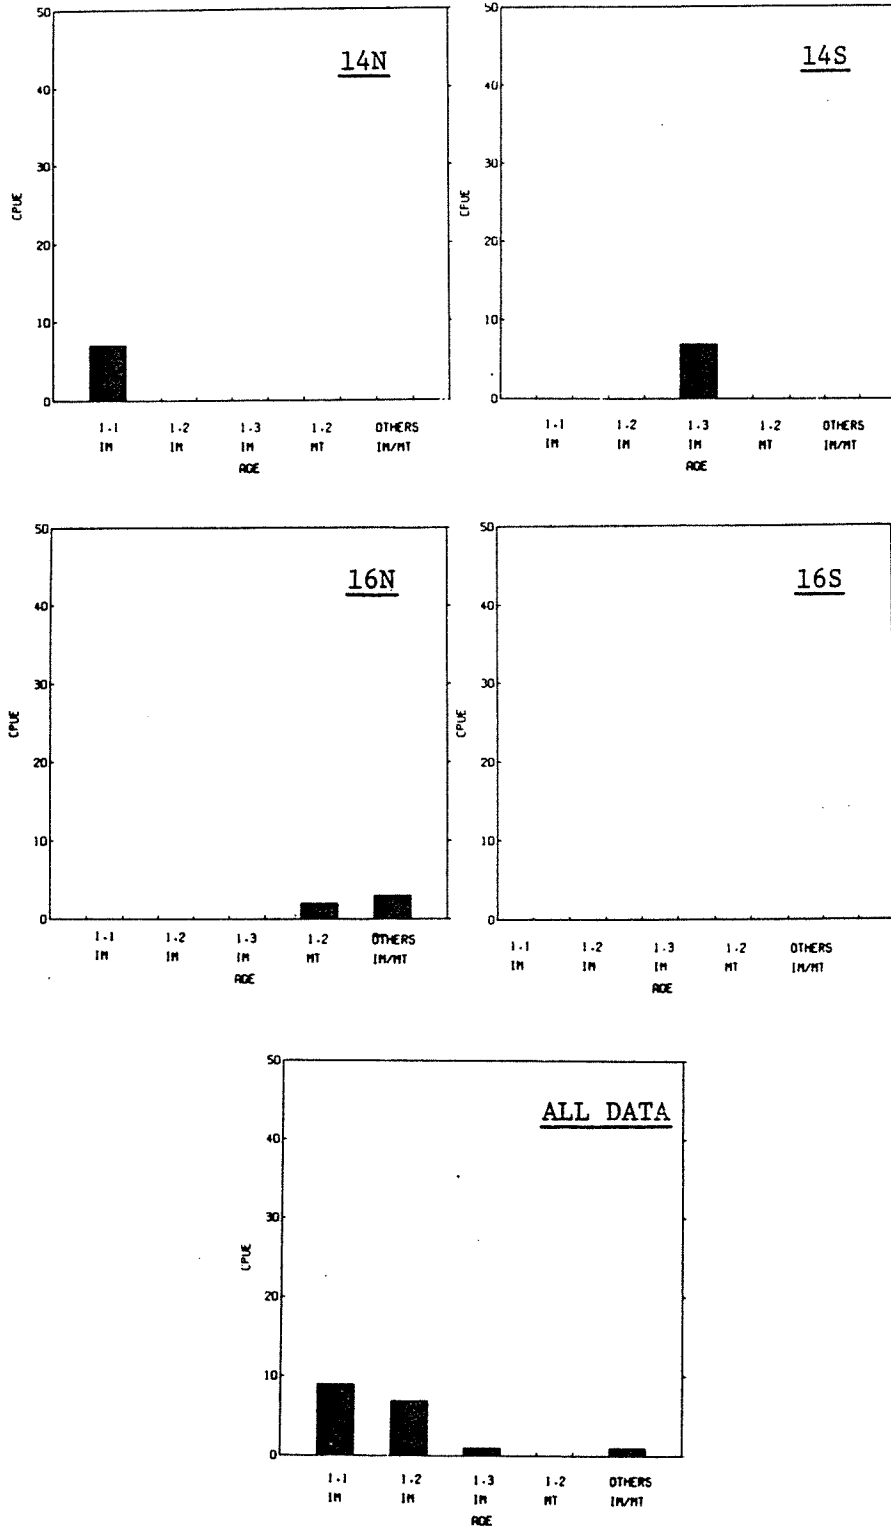 14N
50
40
30
20
10
0
CPUE
1.1 1.2 1.3 1.2 OTHERS
IM IM IM MT IM/MT
AGE
14S
50
40
30
20
10
0
CPUE
1.1 1.2 1.3 1.2 OTHERS
IM IM IM MT IM/MT
AGE
16N
50
40
30
20
10
0
CPUE
1.1 1.2 1.3 1.2 OTHERS
IM IM IM MT IM/MT
AGE
16S
50
40
30
20
10
0
CPUE
1.1 1.2 1.3 1.2 OTHERS
IM IM IM MT IM/MT
AGE
ALL DATA
50
40
30
20
10
0
CPUE
1.1 1.2 1.3 1.2 OTHERS
IM IM IM MT IM/MT
AGE